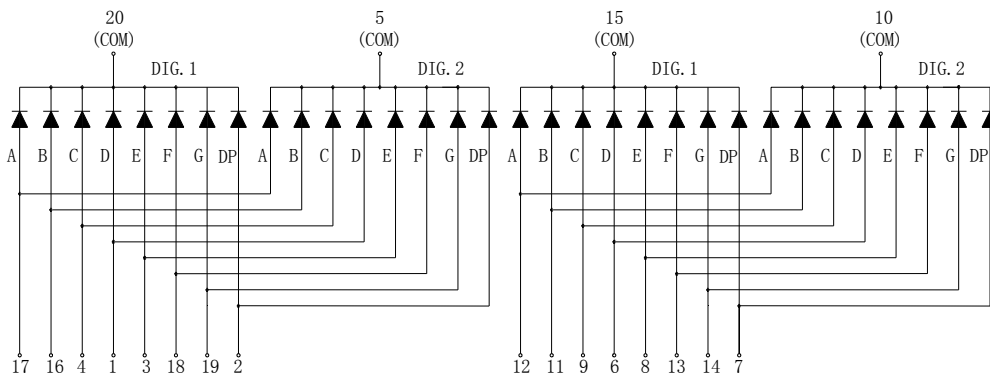 20 5 15 10
(COM) (COM) (COM) (COM)
DIG.1 DIG.2 DIG.1 DIG.2
A B C D E F G DP A B C D E F G DP A B C D E F G DP A B C D E F G DP
17 16 4 1 3 18 19 2 12 11 9 6 8 13 14 7